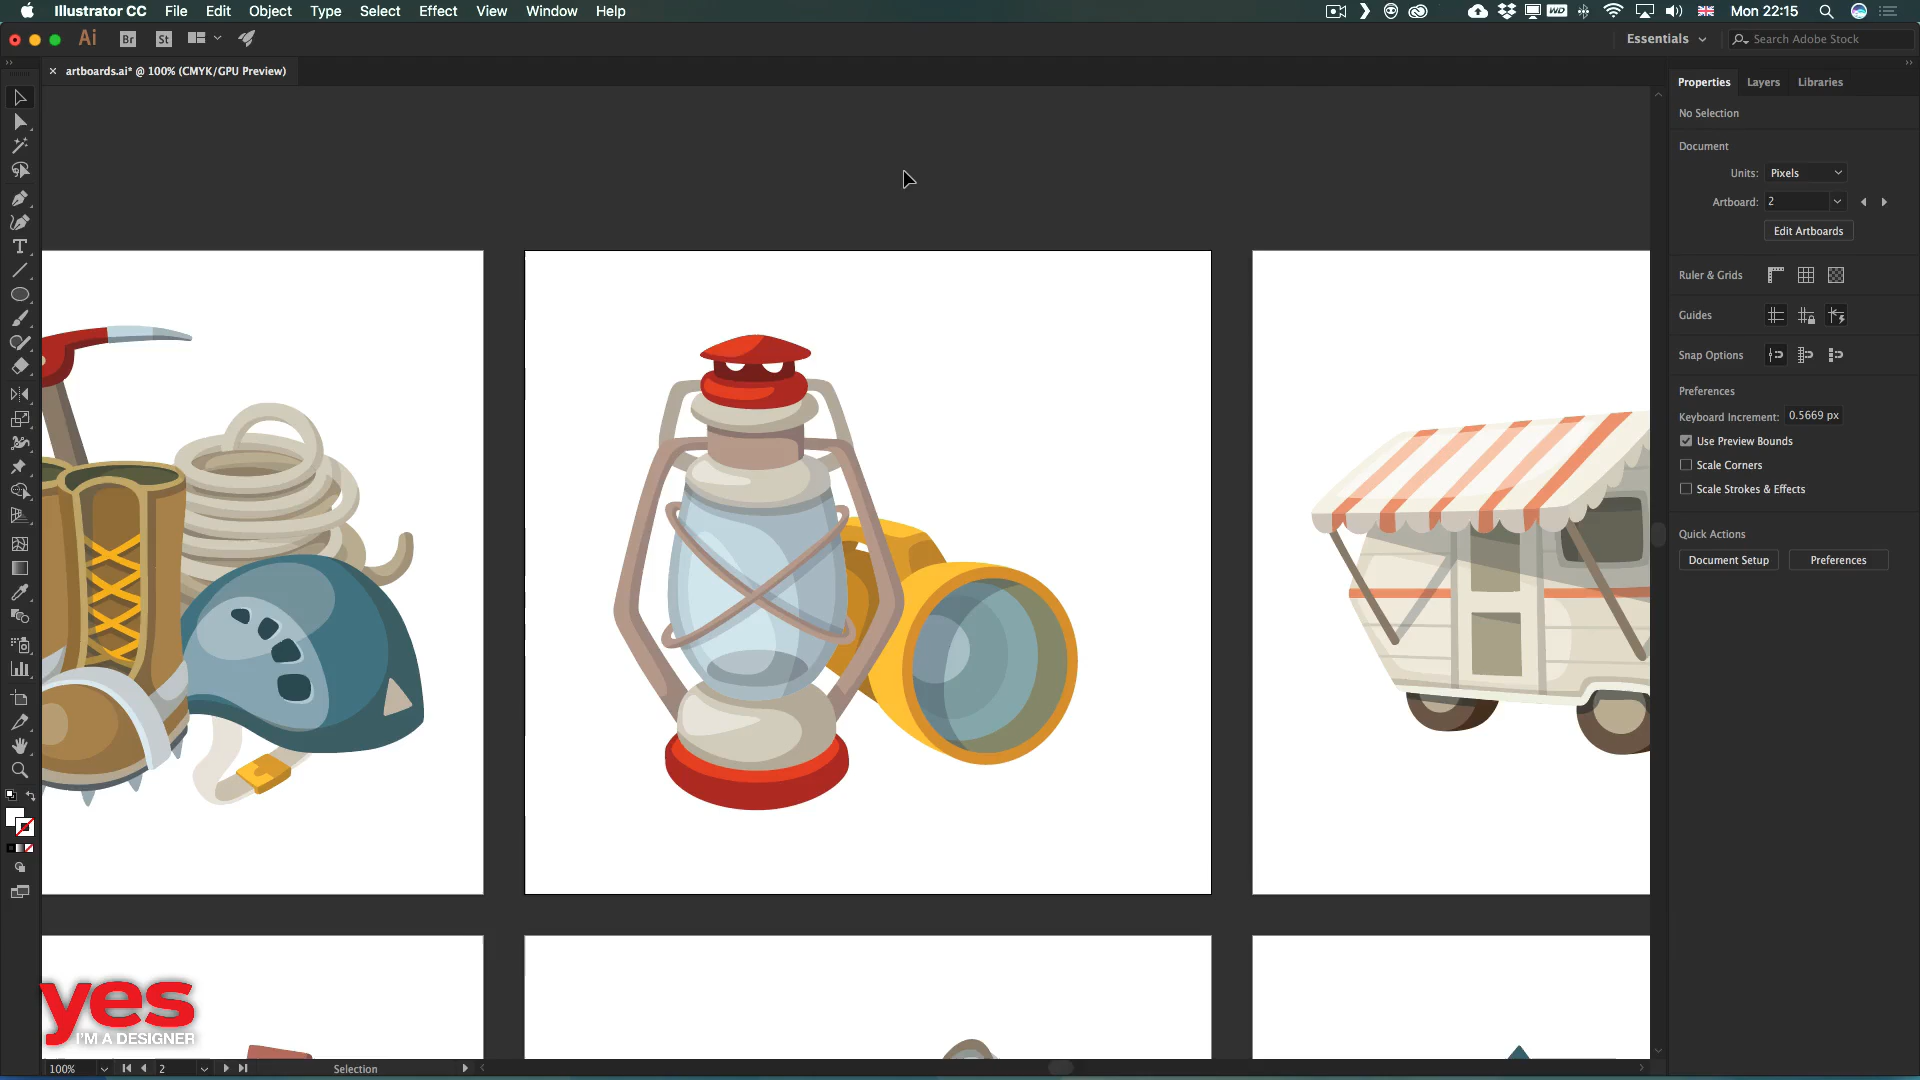 Illustrator CC File Edit Object Type Select Effect View Window Help
WD Mon 22:15
Ai Br St Essentials Search Adobe Stock
artboards.ai* @ 100% (CMYK/GPU Preview)
Properties Layers Libraries
No Selection
Document
Units: Pixels
Artboard: 2
Edit Artboards
Ruler & Grids
Guides
Snap Options
Preferences
Keyboard Increment: 0.5669 px
Use Preview Bounds
Scale Corners
Scale Strokes & Effects
Quick Actions
Document Setup Preferences
yes
I'M A DESIGNER
100% 2 Selection